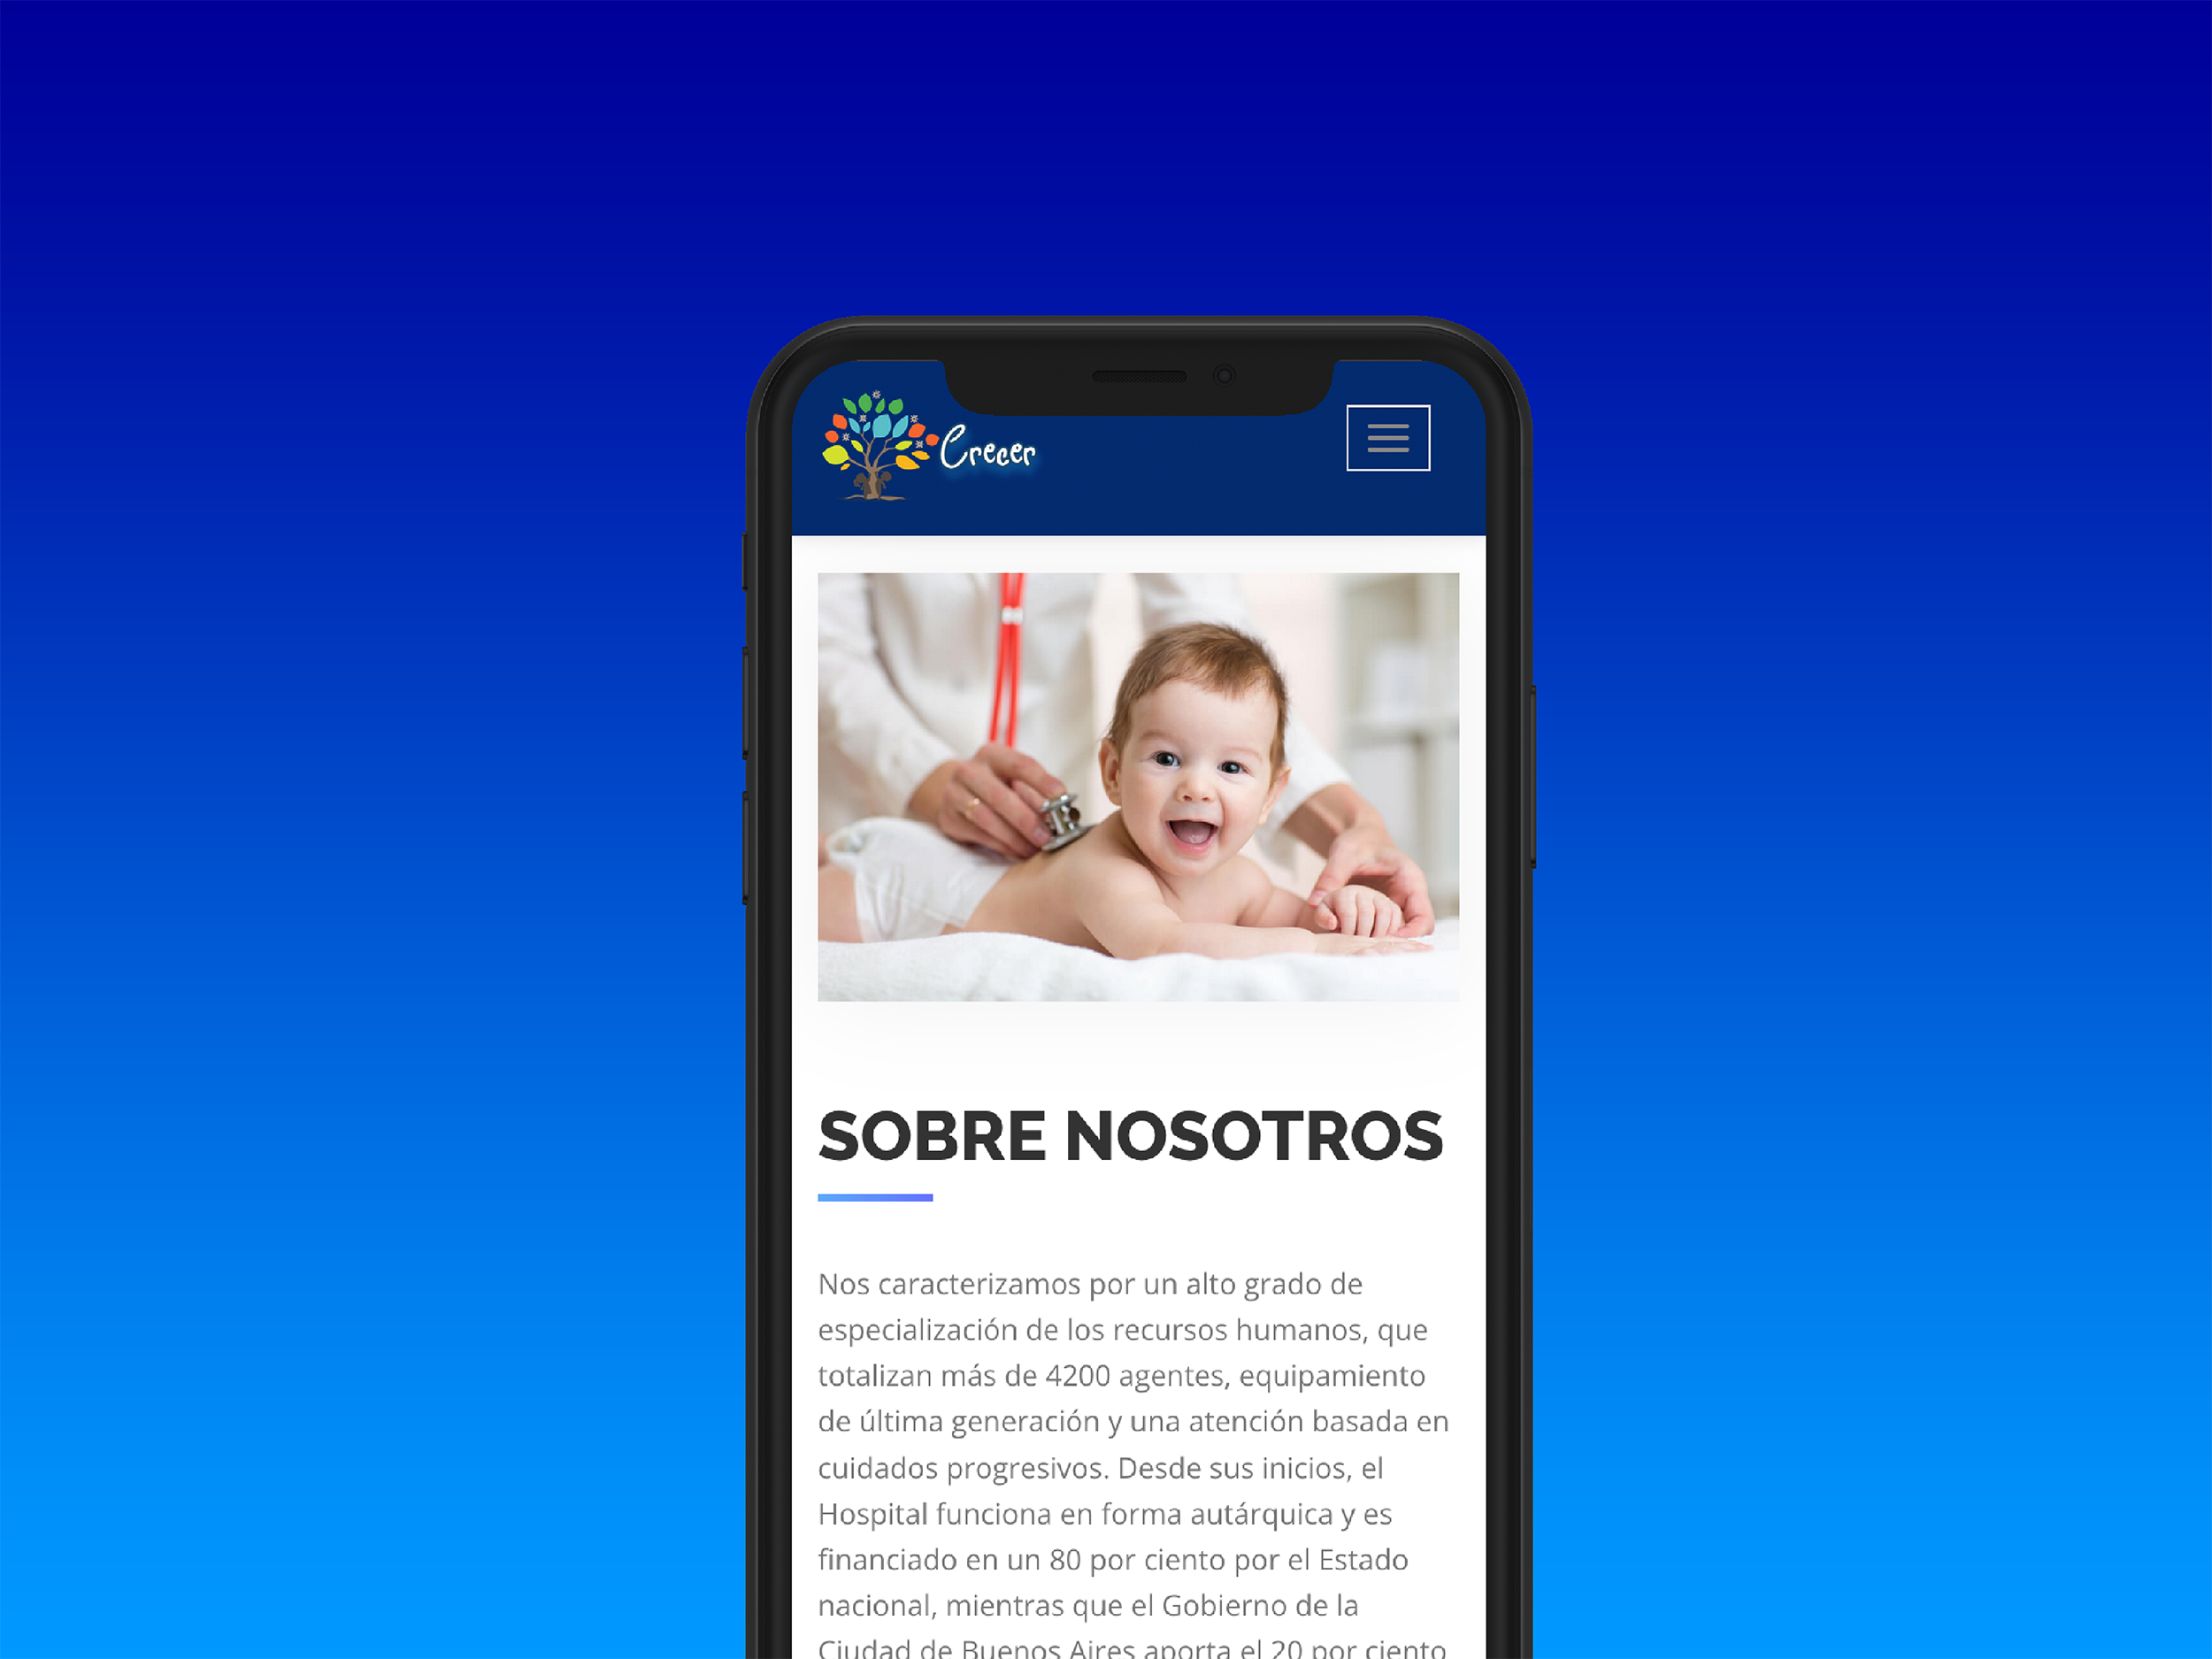 Crecer
SOBRE NOSOTROS
Nos caracterizamos por un alto grado de
especialización de los recursos humanos, que
totalizan más de 4200 agentes, equipamiento
de última generación y una atención basada en
cuidados progresivos. Desde sus inicios, el
Hospital funciona en forma autárquica y es
financiado en un 80 por ciento por el Estado
nacional, mientras que el Gobierno de la
Ciudad de Buenos Aires aporta el 20 por ciento